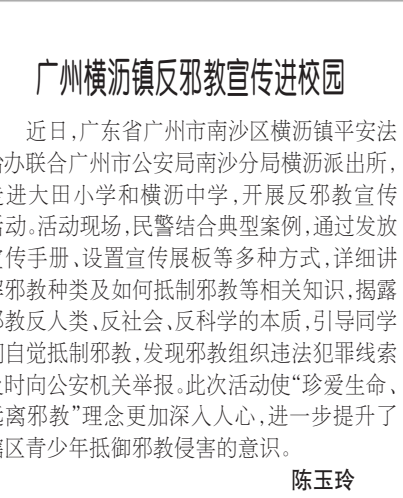 广州横沥镇反邪教宣传进校园
近日，广东省广州市南沙区横沥镇平安法
治办联合广州市公安局南沙分局横沥派出所，
走进大田小学和横沥中学，开展反邪教宣传
活动。活动现场，民警结合典型案例，通过发放
宣传手册、设置宣传展板等多种方式，详细讲
解邪教种类及如何抵制邪教等相关知识，揭露
邪教反人类、反社会、反科学的本质，引导同学
们自觉抵制邪教，发现邪教组织违法犯罪线索
及时向公安机关举报。此次活动使“珍爱生命、
远离邪教”理念更加深入人心，进一步提升了
辖区青少年抵御邪教侵害的意识。
陈玉玲